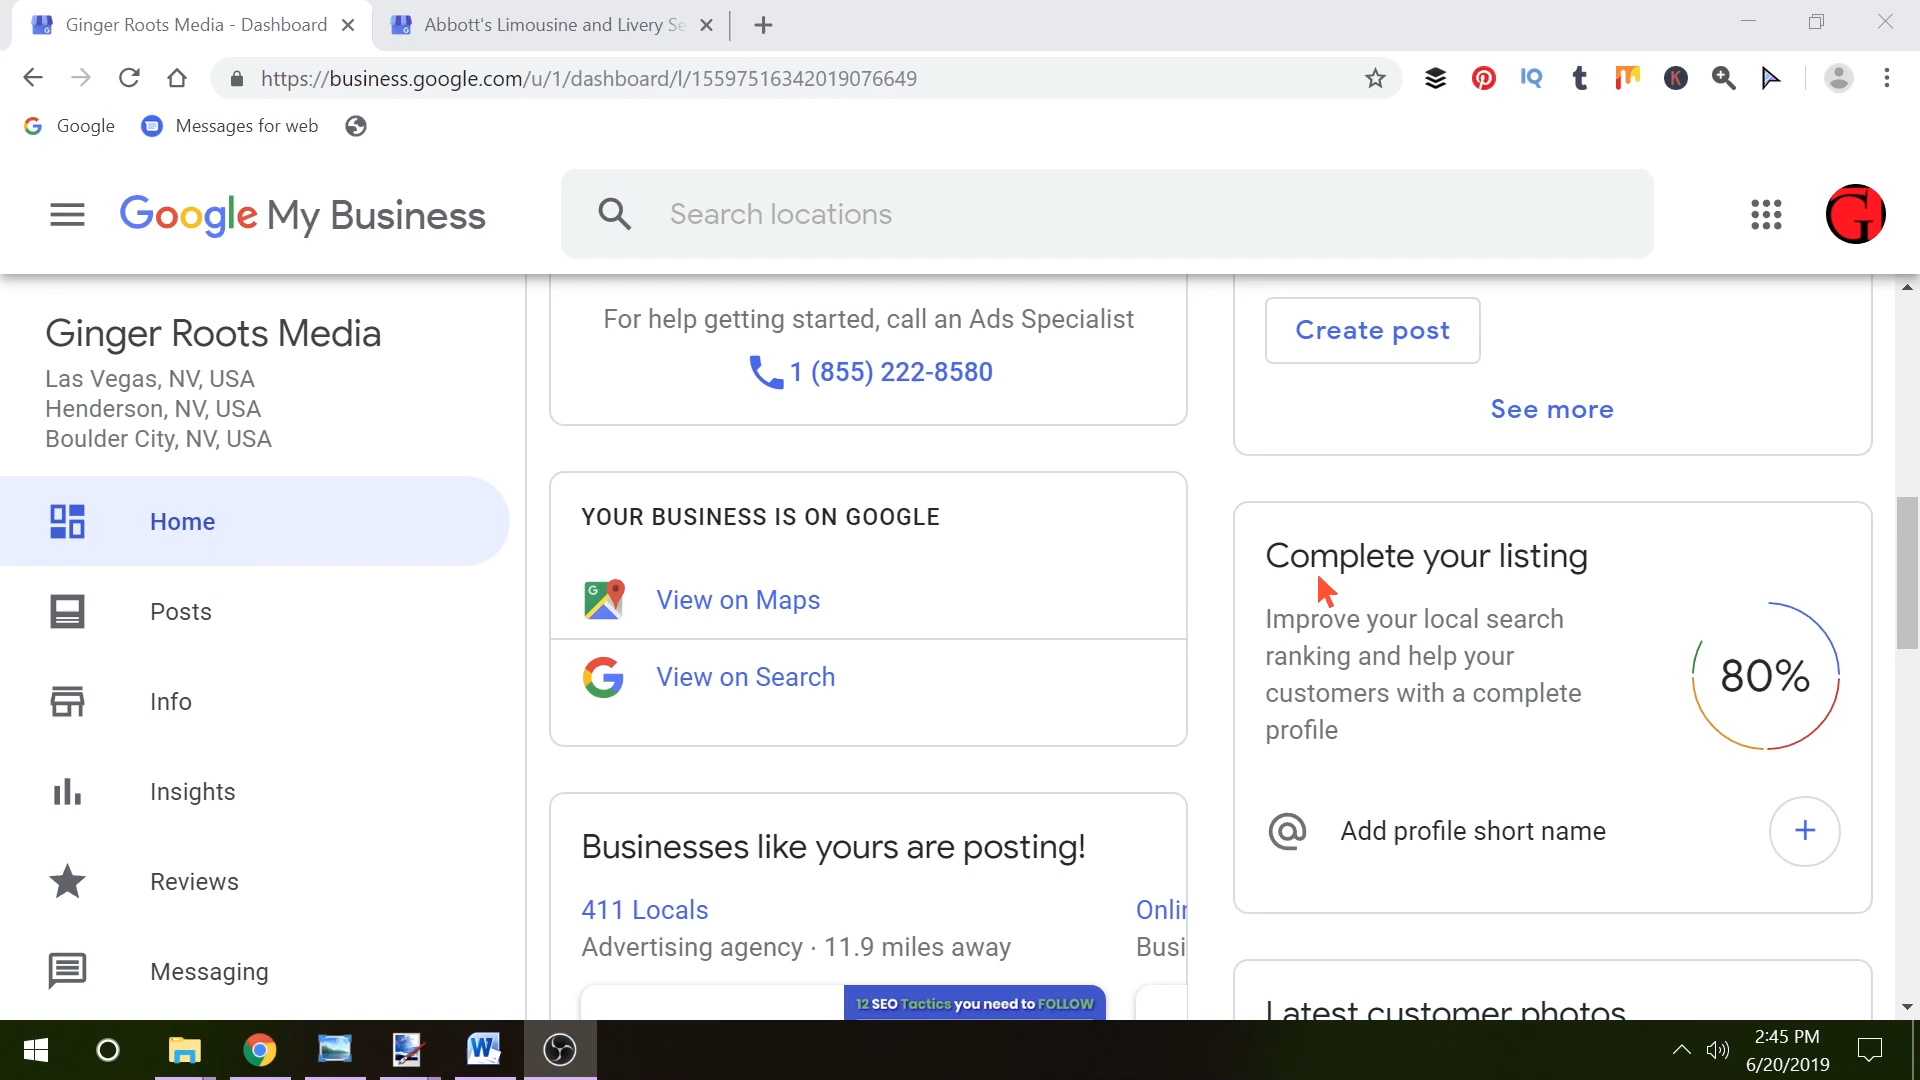 Ginger Roots Media - Dashboard
Abbott's Limousine and Livery Se
https://business.google.com/u/1/dashboard/l/15597516342019076649
IQ
t
K
Google
Messages for web
Google My Business
Search locations
G
Ginger Roots Media
Las Vegas, NV, USA
Henderson, NV, USA
Boulder City, NV, USA
Home
Posts
Info
Insights
Reviews
Messaging
For help getting started, call an Ads Specialist
1 (855) 222-8580
YOUR BUSINESS IS ON GOOGLE
View on Maps
View on Search
Businesses like yours are posting!
411 Locals
Advertising agency · 11.9 miles away
Onlin
Busi
12 SEO Tactics you need to FOLLOW
Create post
See more
Complete your listing
Improve your local search
ranking and help your
customers with a complete
profile
80%
Add profile short name
Latest customer photos
2:45 PM
6/20/2019